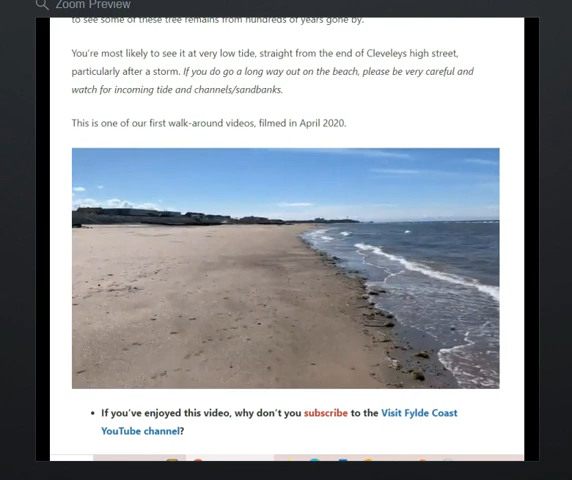 Zoom Preview
to see some of these tree remains from hundreds of years gone by.
You're most likely to see it at very low tide, straight from the end of Cleveleys high street,
particularly after a storm. If you do go a long way out on the beach, please be very careful and
watch for incoming tide and channels/sandbanks.
This is one of our first walk-around videos, filmed in April 2020.
• If you've enjoyed this video, why don't you subscribe to the Visit Fylde Coast
YouTube channel?